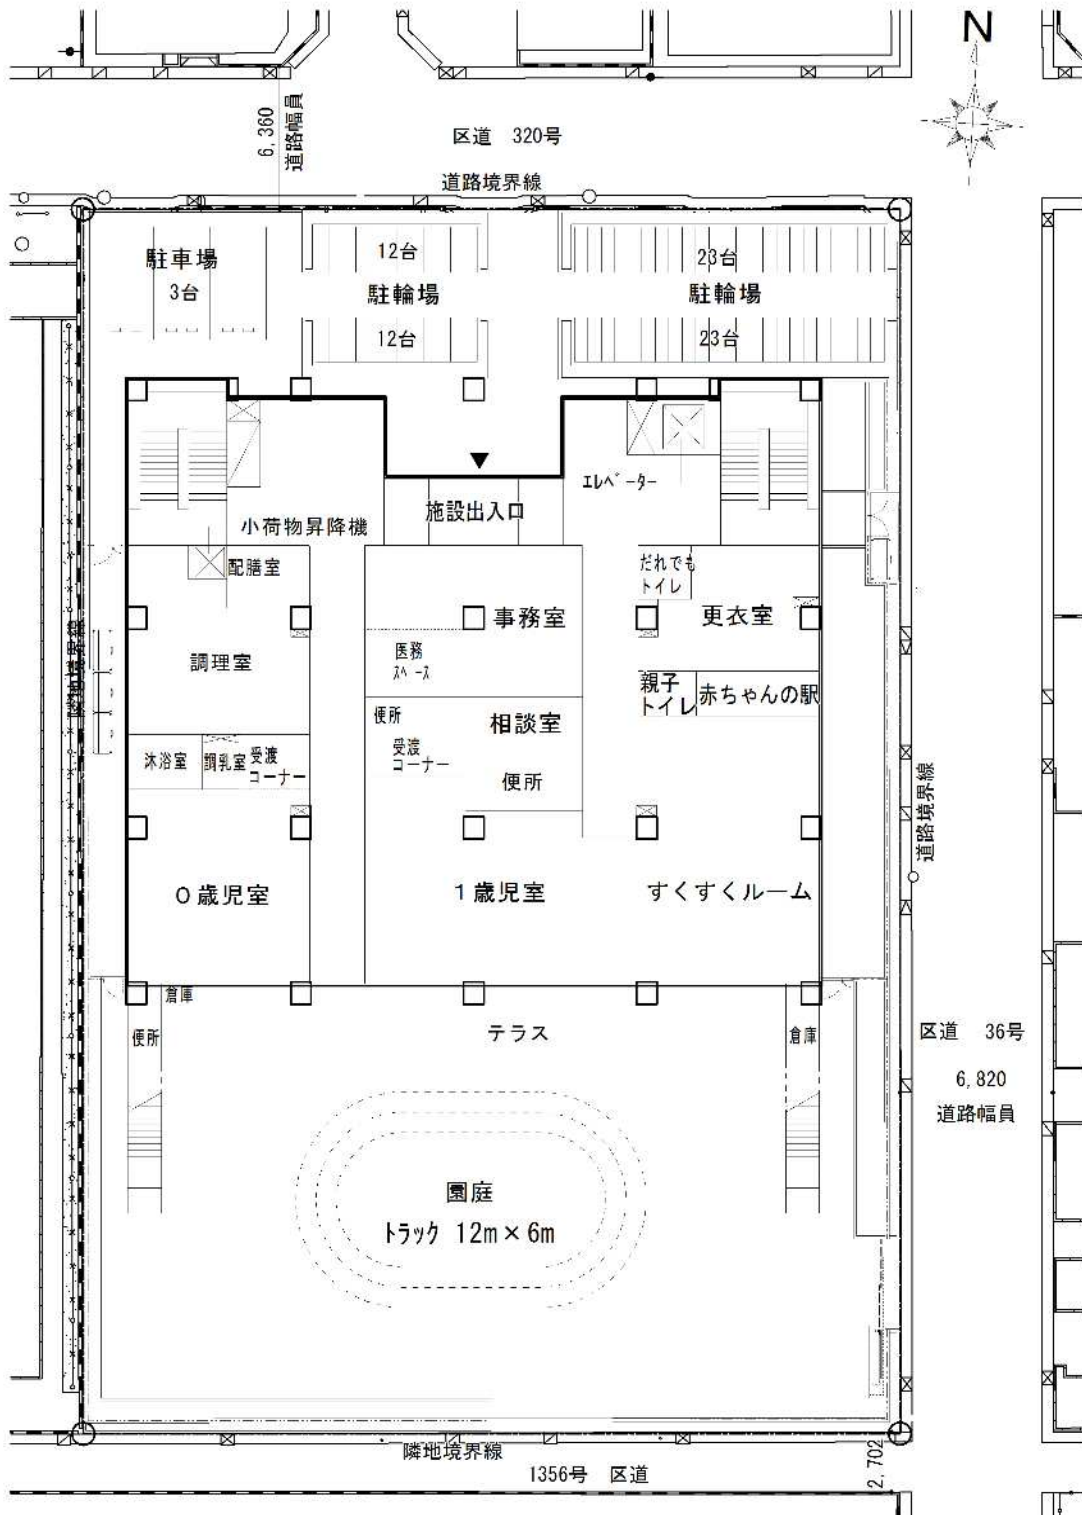 N
6,360
道路幅員
区道 320号
道路境界線
駐車場
3台
12台
駐輪場
12台
23台
駐輪場
23台
エレベーター
施設出入口
小荷物昇降機
配膳室
だれでも
トイレ
事務室
更衣室
調理室
医務
スペース
親子
トイレ
赤ちゃんの駅
便所
相談室
受渡
コーナー
沐浴室
調乳室
受渡
コーナー
便所
隣地境界線
道路境界線
0歳児室
1歳児室
すくすくルーム
倉庫
便所
テラス
倉庫
区道 36号
6,820
道路幅員
園庭
トラック 12m×6m
隣地境界線
1356号 区道
2,702